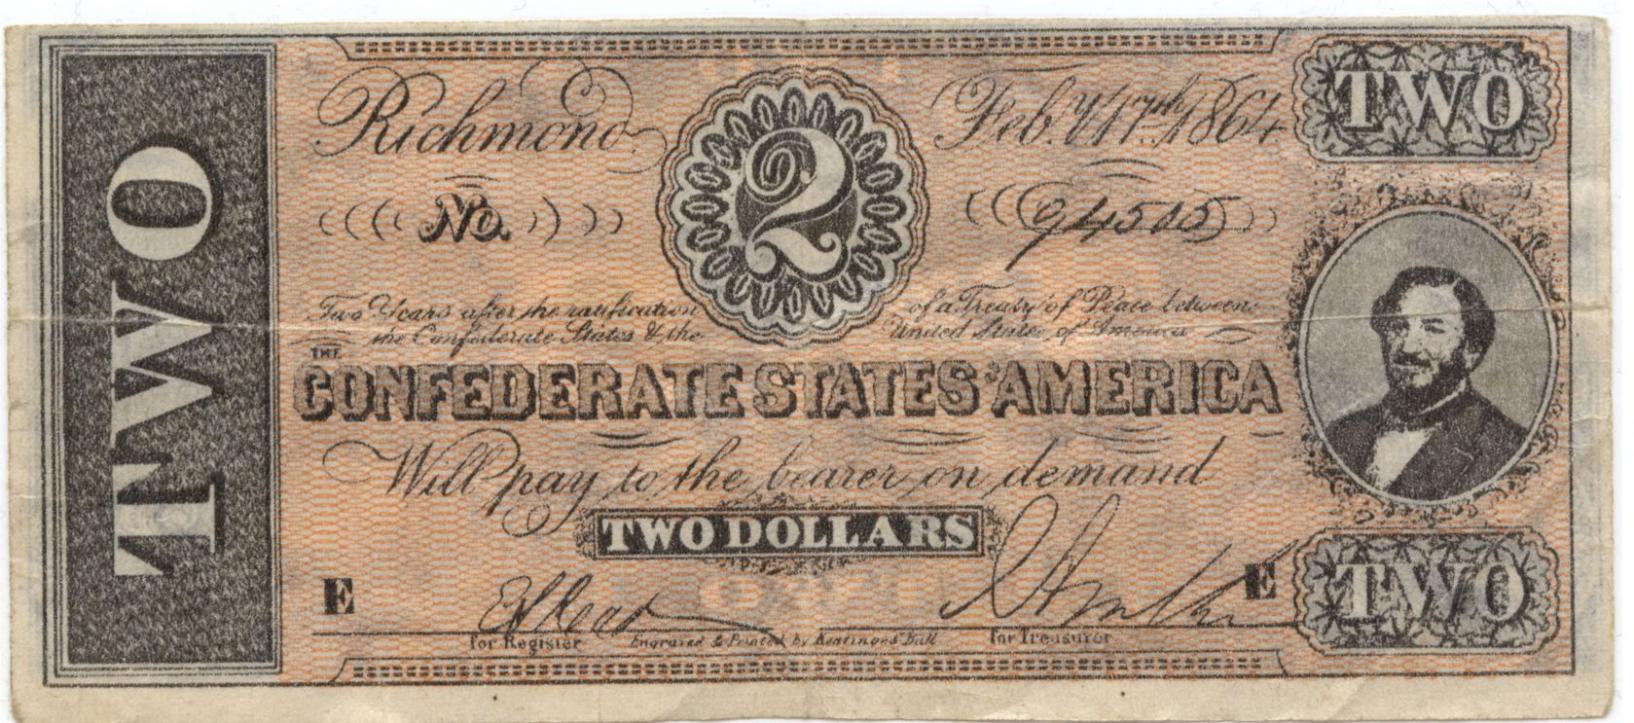 TWO
Richmond 2 Feb. y 17th 1864 TWO
No. 94505
Two Years after the ratification of a Treaty of Peace between
the Confederate States & the United States of America
THE
CONFEDERATE STATES OF AMERICA
Will pay to the bearer on demand
TWO DOLLARS
E E TWO
for Register Engraved & Printed by Keatinge & Ball for Treasurer